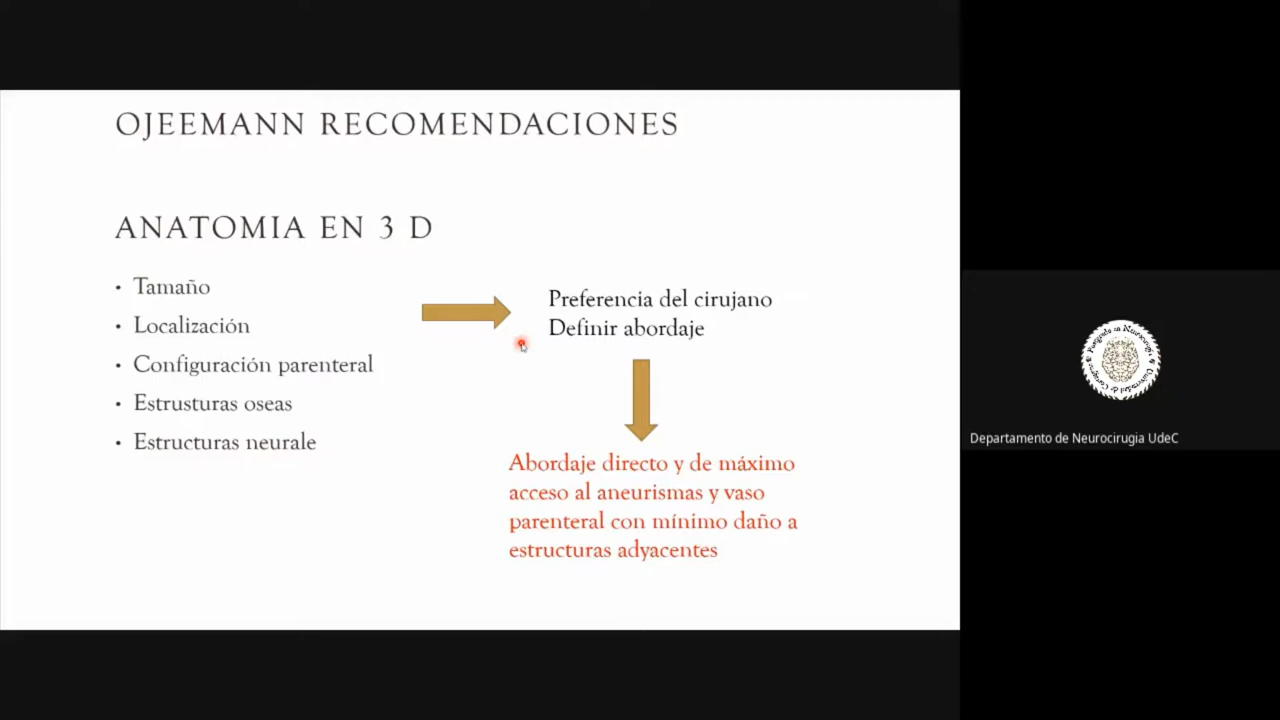 OJEEMANN RECOMENDACIONES
ANATOMIA EN 3 D
• Tamaño
• Localización
• Configuración parenteral
• Estrusturas oseas
• Estructuras neurale
Preferencia del cirujano
Definir abordaje
Abordaje directo y de máximo
acceso al aneurismas y vaso
parenteral con mínimo daño a
estructuras adyacentes
Departamento de Neurocirugia UdeC